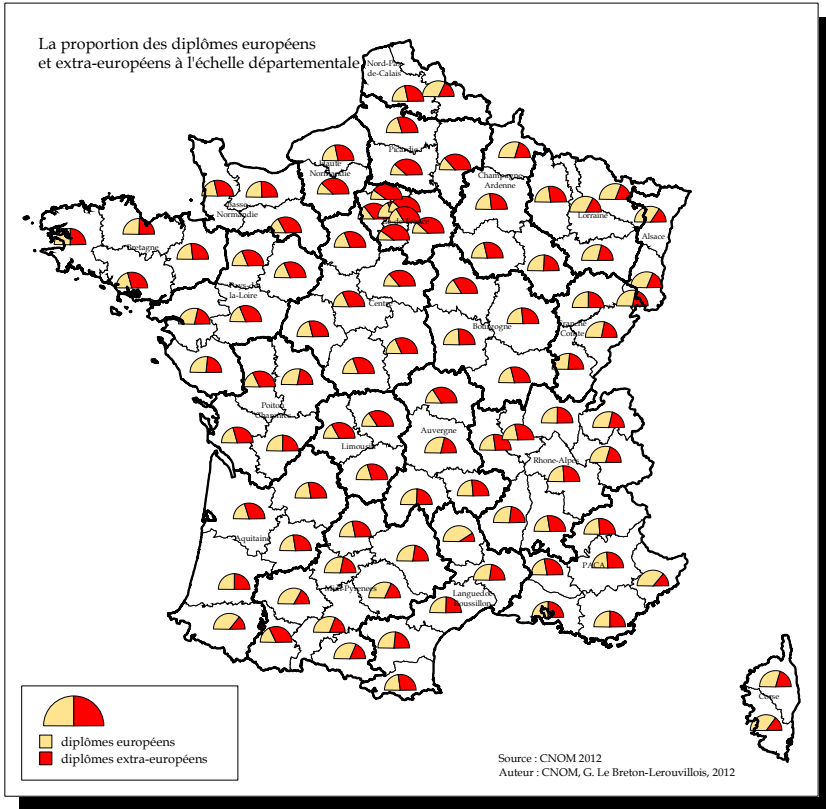 La proportion des diplômes européens
et extra-européens à l'échelle départementale
Nord-Pas
de-Calais
Picardie
Haute
Normandie
Champagne
Ardenne
Basse
Normandie
Lorraine
Alsace
Bretagne
Pays-de
la-Loire
Centre
Bourgogne
Franche
Comté
Poitou
Charentes
Auvergne
Limousin
Rhone-Alpes
Aquitaine
Midi-Pyrenees
Languedoc
Roussillon
PACA
Corse
diplômes européens
diplômes extra-européens
Source : CNOM 2012
Auteur : CNOM, G. Le Breton-Lerouvillois, 2012